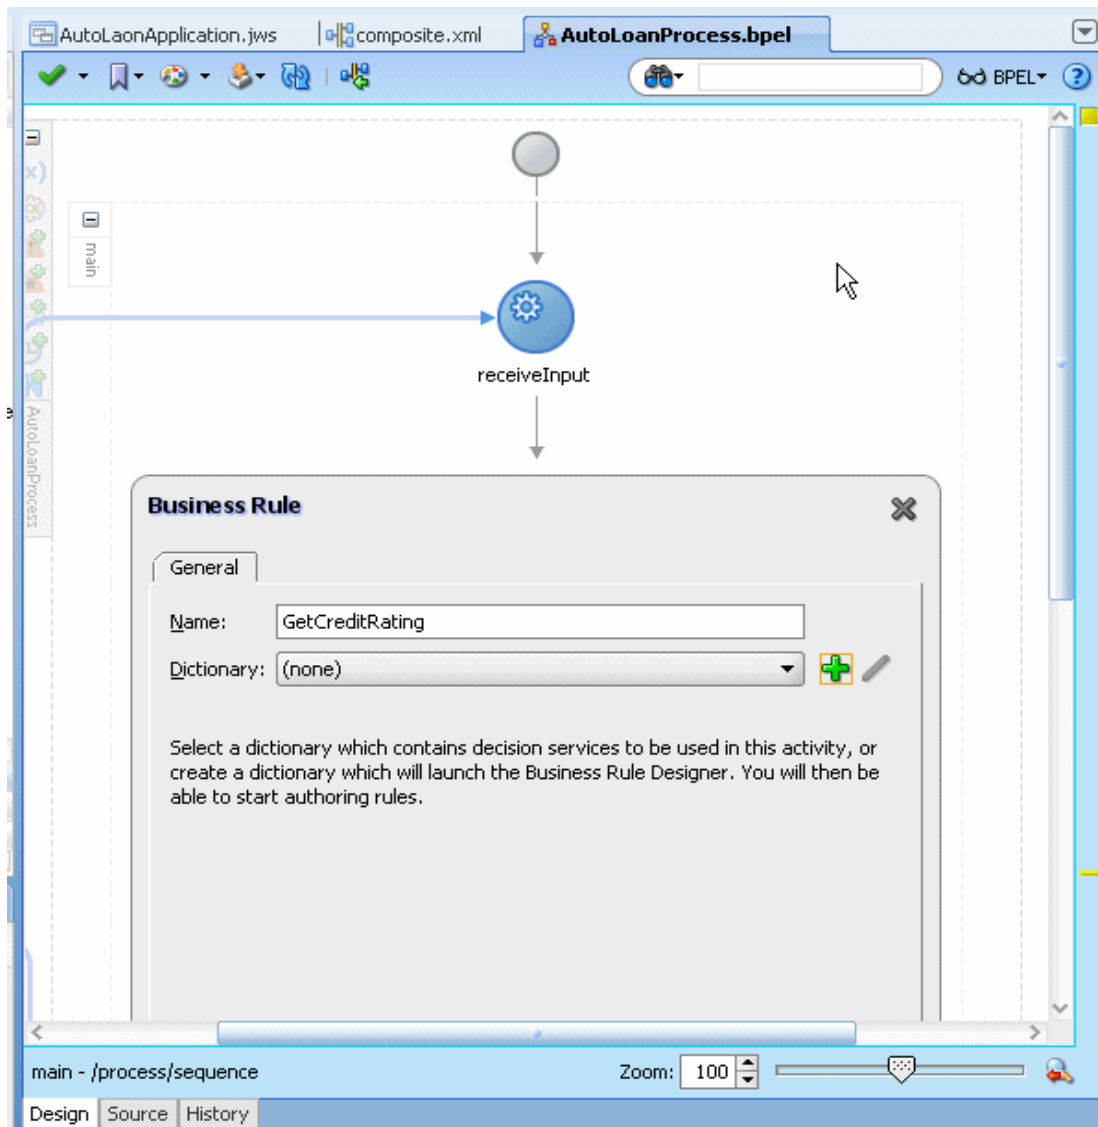 AutoLaonApplication.jws
composite.xml
AutoLoanProcess.bpel
BPEL
main
receiveInput
AutoLoanProcess
Business Rule
General
Name: GetCreditRating
Dictionary: (none)
Select a dictionary which contains decision services to be used in this activity, or
create a dictionary which will launch the Business Rule Designer. You will then be
able to start authoring rules.
main - /process/sequence
Zoom: 100
Design Source History